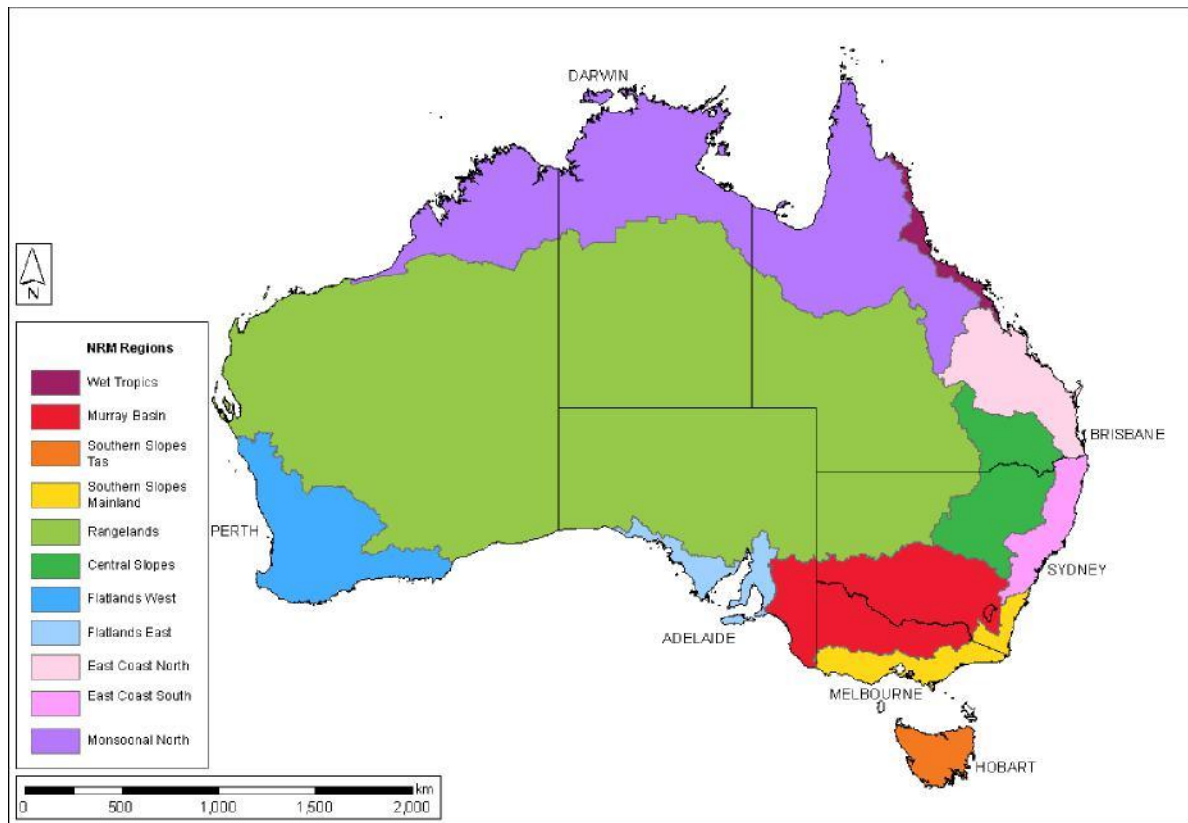 DARWIN
N
NRM Regions
Wet Tropics
Murray Basin
Southern Slopes
Tas
Southern Slopes
Mainland
Rangelands
Central Slopes
Flatlands West
Flatlands East
East Coast North
East Coast South
Monsoonal North
BRISBANE
PERTH
SYDNEY
ADELAIDE
MELBOURNE
HOBART
km
0 500 1,000 1,500 2,000